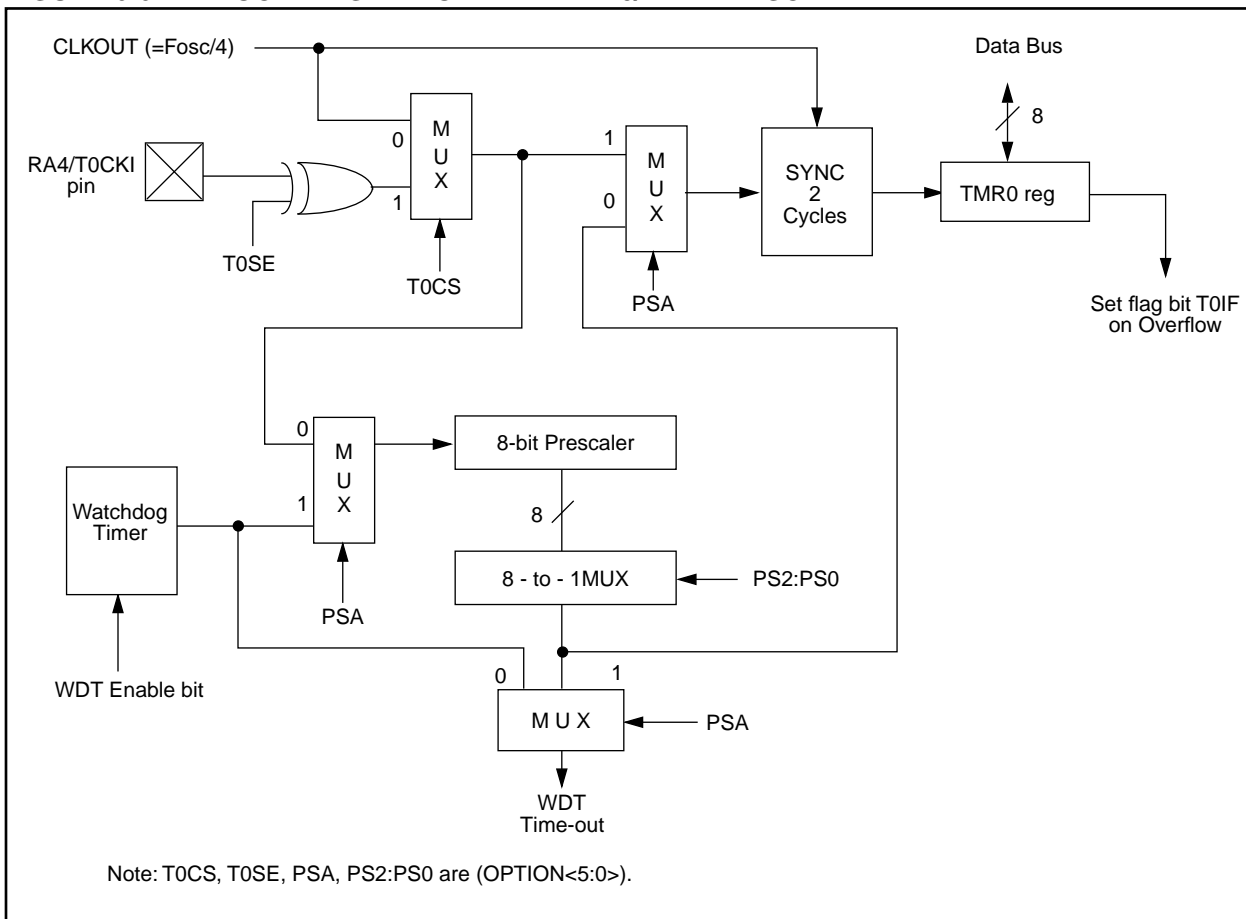 CLKOUT (=Fosc/4)
Data Bus
8
M
U
X
0
1
RA4/T0CKI
pin
T0SE
T0CS
1
0
M
U
X
PSA
SYNC
2
Cycles
TMR0 reg
Set flag bit T0IF
on Overflow
0
1
M
U
X
8-bit Prescaler
Watchdog
Timer
8
8 - to - 1MUX
PS2:PS0
PSA
WDT Enable bit
0
1
M U X
PSA
WDT
Time-out
Note: T0CS, T0SE, PSA, PS2:PS0 are (OPTION<5:0>).